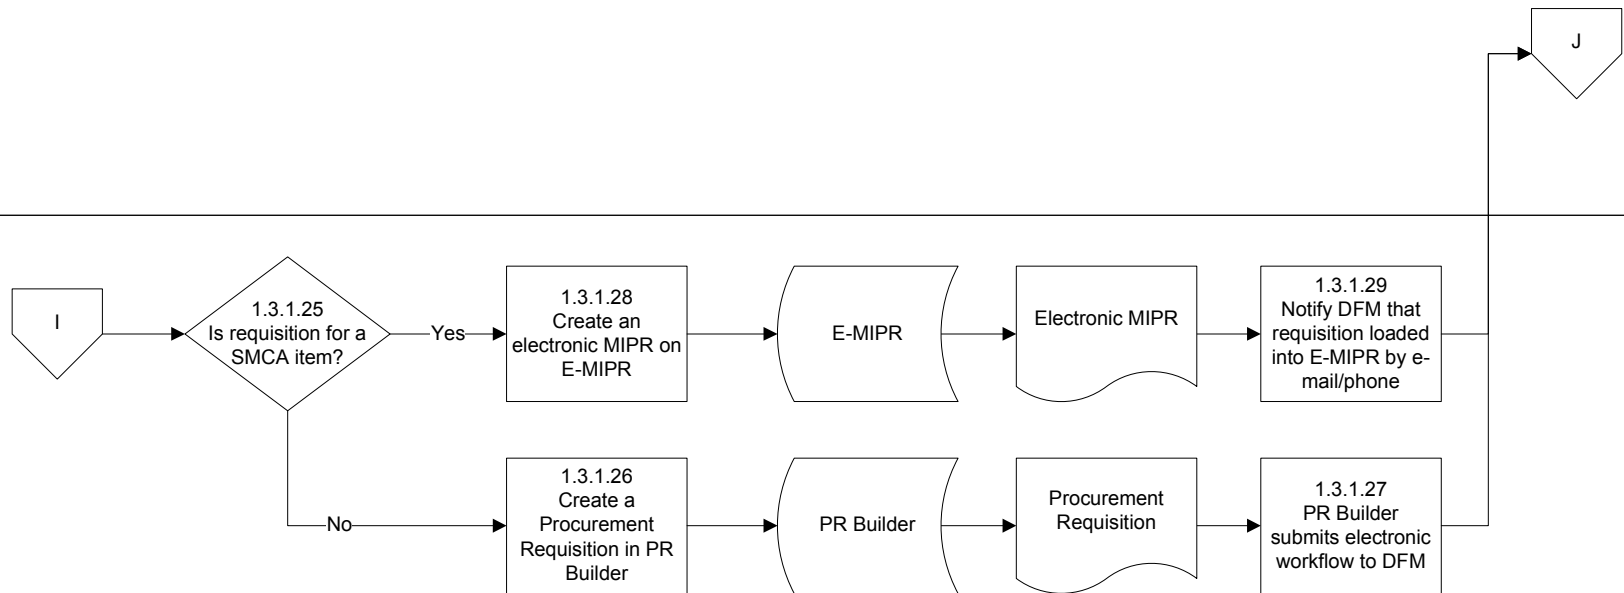 J
I
1.3.1.25
Is requisition for a
SMCA item?
Yes
1.3.1.28
Create an
electronic MIPR on
E-MIPR
E-MIPR
Electronic MIPR
1.3.1.29
Notify DFM that
requisition loaded
into E-MIPR by e-
mail/phone
No
1.3.1.26
Create a
Procurement
Requisition in PR
Builder
PR Builder
Procurement
Requisition
1.3.1.27
PR Builder
submits electronic
workflow to DFM